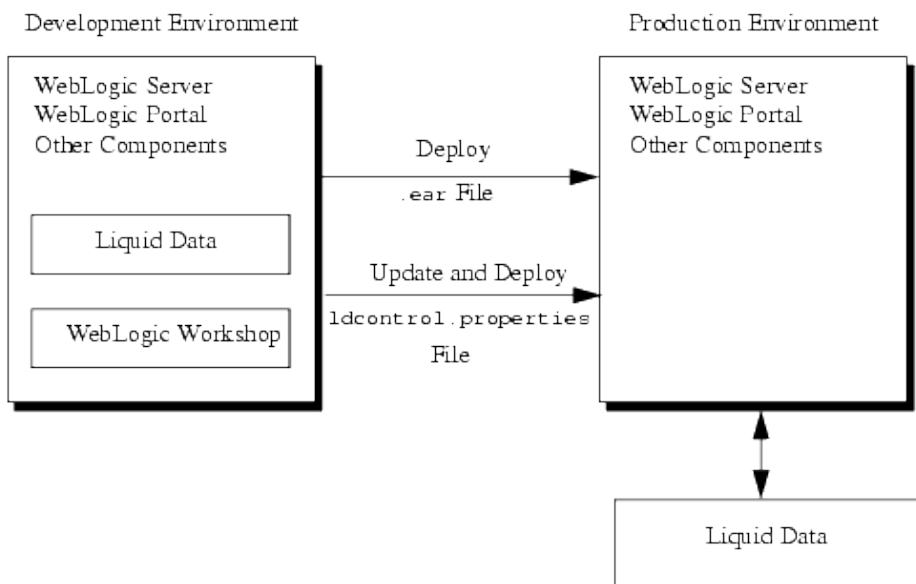 Development Environment
WebLogic Server
WebLogic Portal
Other Components
Liquid Data
WebLogic Workshop
Deploy
.ear File
Update and Deploy
ldcontrol.properties
File
Production Environment
WebLogic Server
WebLogic Portal
Other Components
Liquid Data